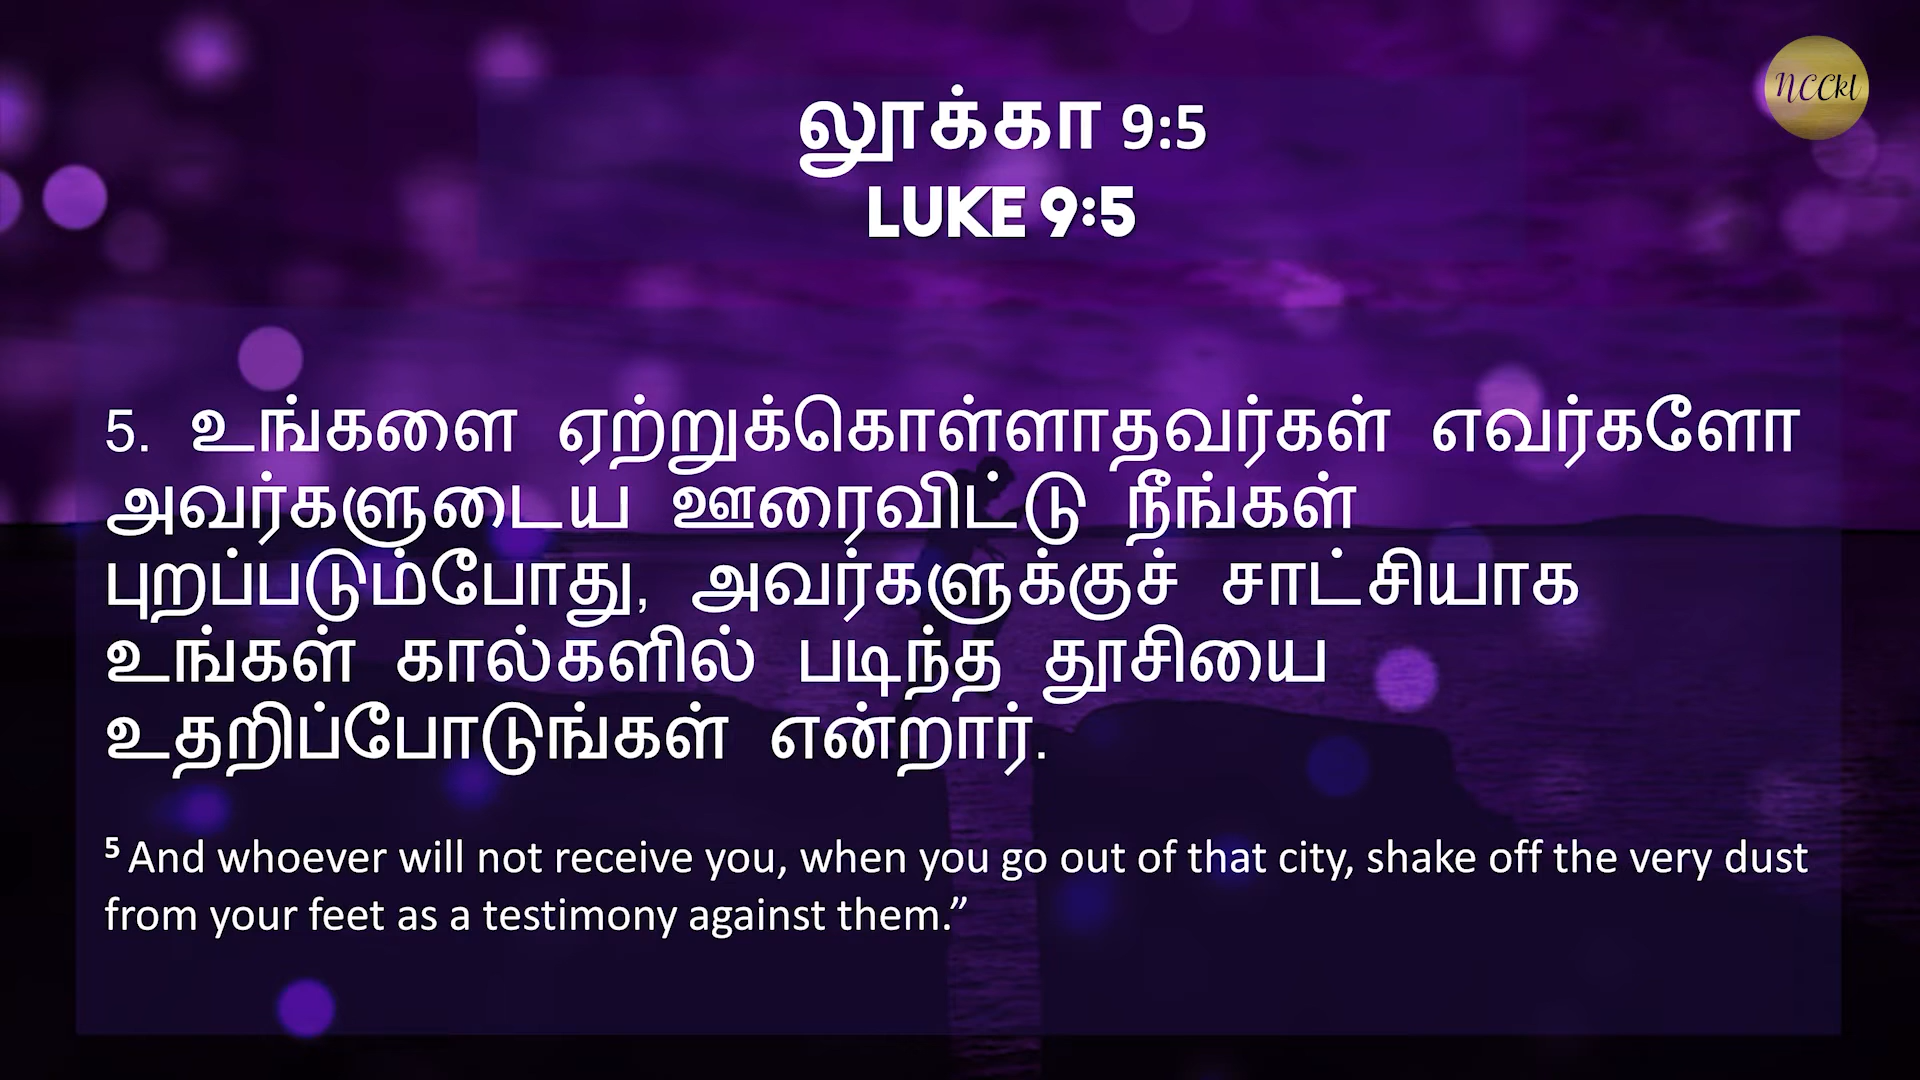 NCCkl
லூக்கா 9:5
LUKE 9:5
5. உங்களை ஏற்றுக்கொள்ளாதவர்கள் எவர்களோ
அவர்களுடைய ஊரைவிட்டு நீங்கள்
புறப்படும்போது, அவர்களுக்குச் சாட்சியாக
உங்கள் கால்களில் படிந்த தூசியை
உதறிப்போடுங்கள் என்றார்.
5 And whoever will not receive you, when you go out of that city, shake off the very dust
from your feet as a testimony against them.”